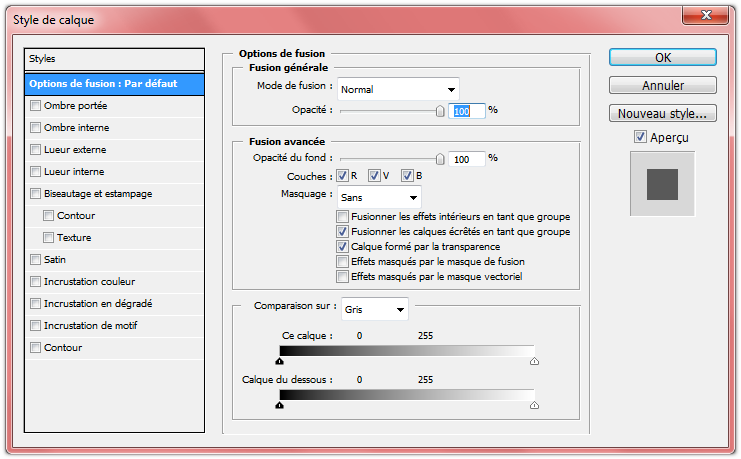 Style de calque
Styles
Options de fusion : Par défaut
Ombre portée
Ombre interne
Lueur externe
Lueur interne
Biseautage et estampage
Contour
Texture
Satin
Incrustation couleur
Incrustation en dégradé
Incrustation de motif
Contour
Options de fusion
Fusion générale
Mode de fusion : Normal
Opacité : 100 %
Fusion avancée
Opacité du fond : 100 %
Couches : R V B
Masquage : Sans
Fusionner les effets intérieurs en tant que groupe
Fusionner les calques écrêtés en tant que groupe
Calque formé par la transparence
Effets masqués par le masque de fusion
Effets masqués par le masque vectoriel
Comparaison sur : Gris
Ce calque : 0 255
Calque du dessous : 0 255
OK
Annuler
Nouveau style...
Aperçu